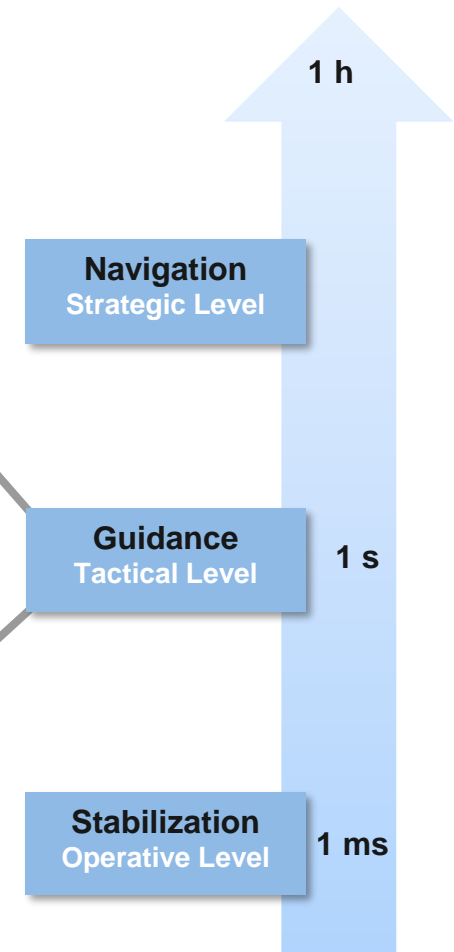 1 h
Navigation
Strategic Level
Guidance
Tactical Level
1 s
Stabilization
Operative Level
1 ms